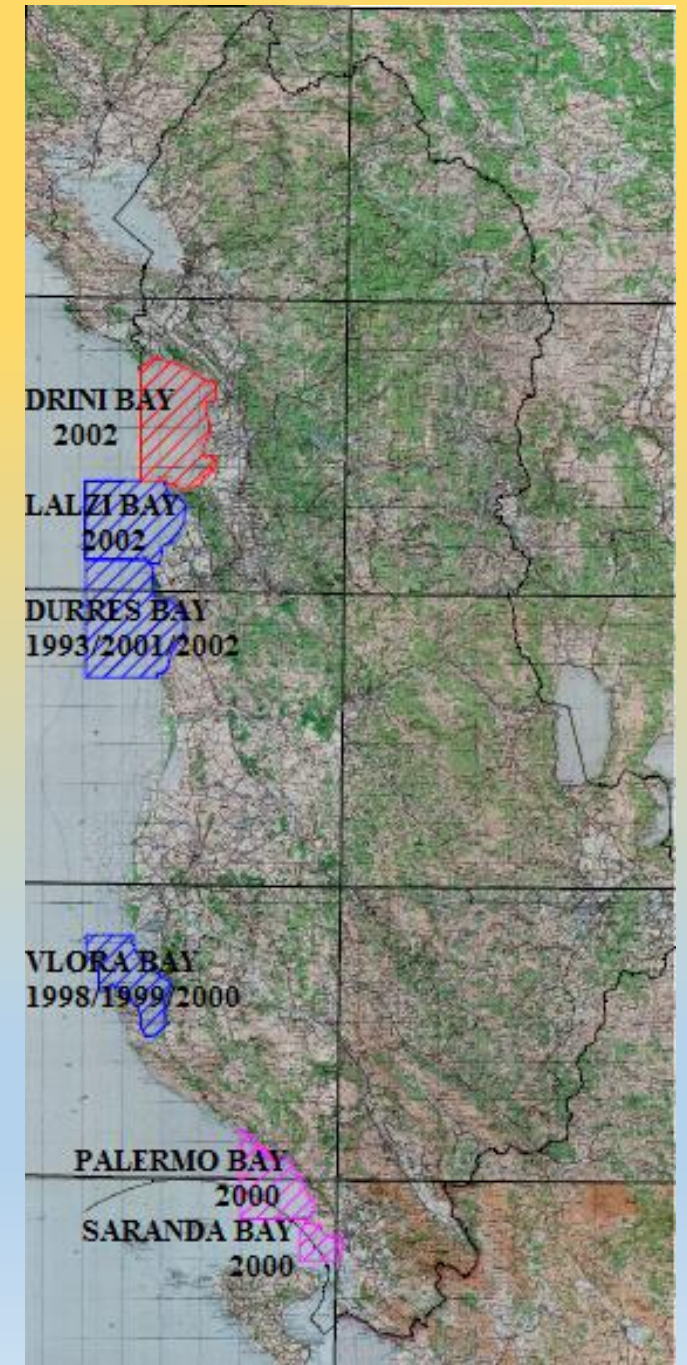 DRINI BAY
2002
LALZI BAY
2002
DURRES BAY
1993/2001/2002
VLORA BAY
1998/1999/2000
PALERMO BAY
2000
SARANDA BAY
2000